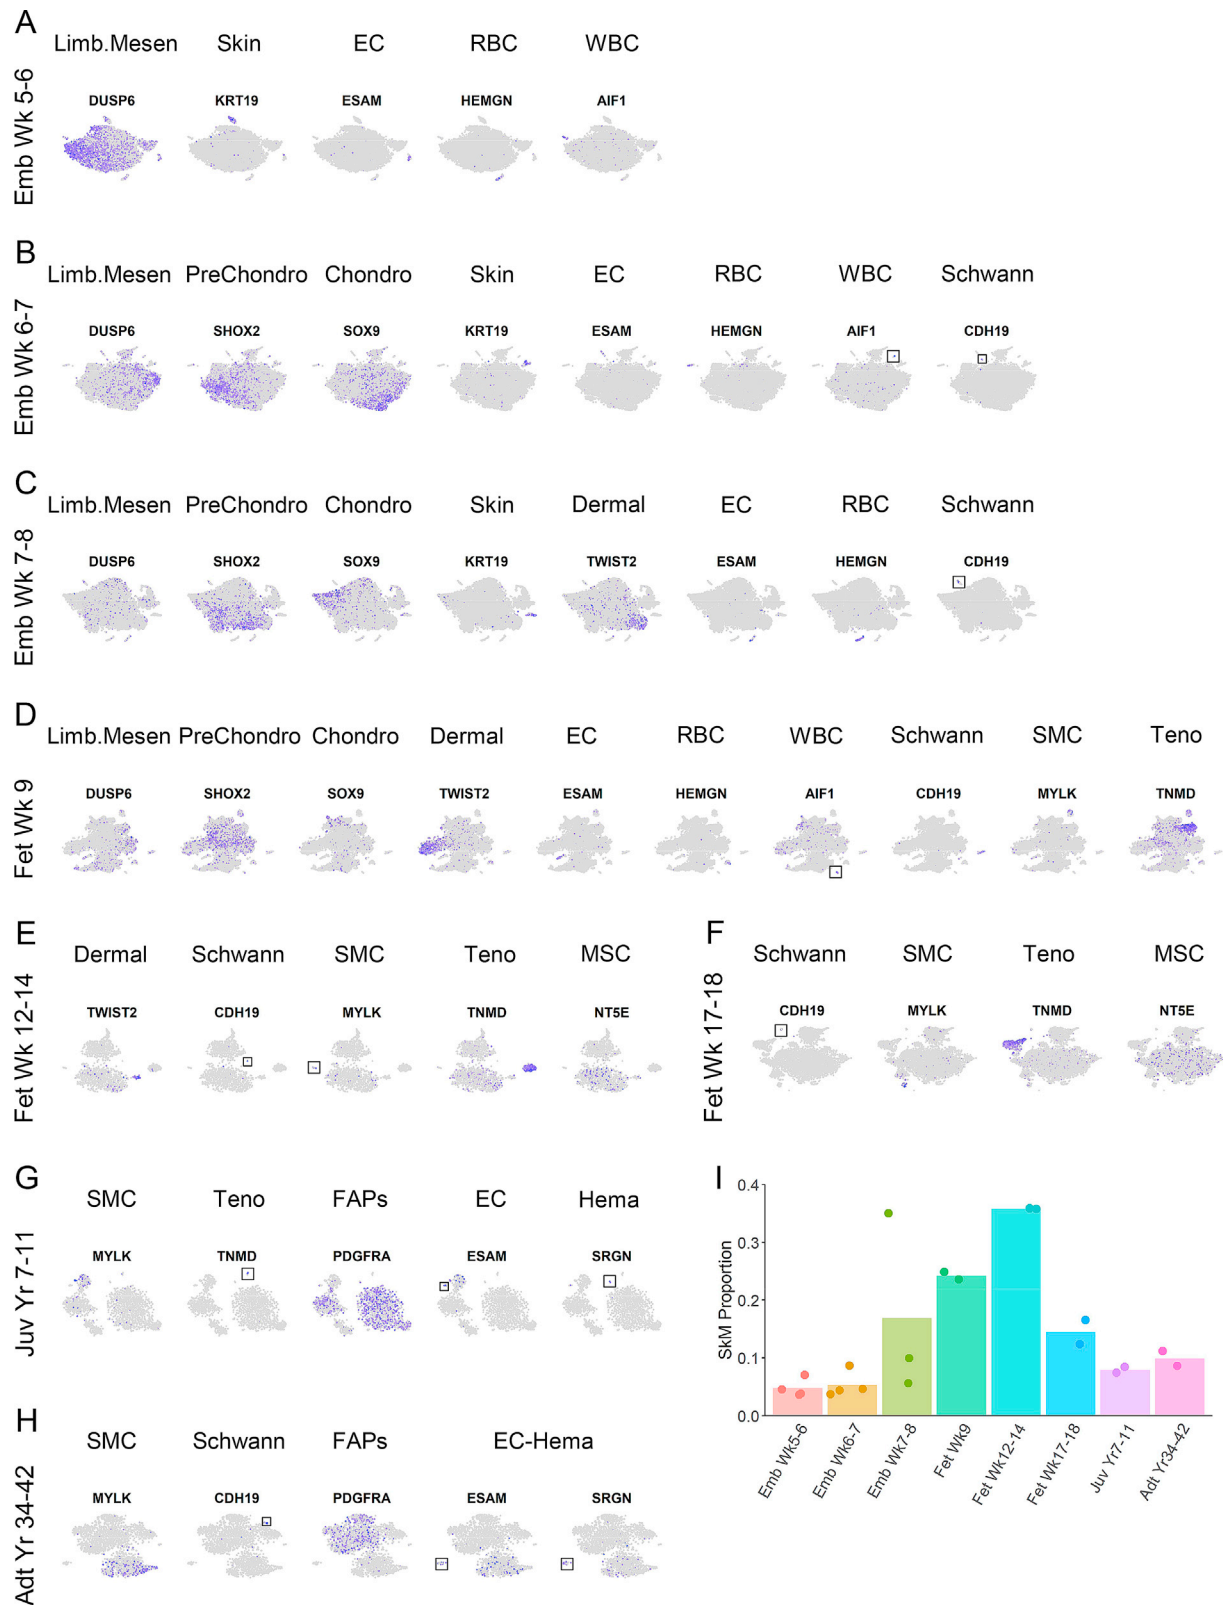 A
Limb.Mesen Skin EC RBC WBC
Emb Wk 5-6
DUSP6 KRT19 ESAM HEMGN AIF1
B
Limb.Mesen PreChondro Chondro Skin EC RBC WBC Schwann
Emb Wk 6-7
DUSP6 SHOX2 SOX9 KRT19 ESAM HEMGN AIF1 CDH19
C
Limb.Mesen PreChondro Chondro Skin Dermal EC RBC Schwann
Emb Wk 7-8
DUSP6 SHOX2 SOX9 KRT19 TWIST2 ESAM HEMGN CDH19
D
Limb.Mesen PreChondro Chondro Dermal EC RBC WBC Schwann SMC Teno
Fet Wk 9
DUSP6 SHOX2 SOX9 TWIST2 ESAM HEMGN AIF1 CDH19 MYLK TNMD
E
Dermal Schwann SMC Teno MSC
Fet Wk 12-14
TWIST2 CDH19 MYLK TNMD NT5E
F
Schwann SMC Teno MSC
Fet Wk 17-18
CDH19 MYLK TNMD NT5E
G
SMC Teno FAPs EC Hema
Juv Yr 7-11
MYLK TNMD PDGFRA ESAM SRGN
H
SMC Schwann FAPs EC-Hema
Adt Yr 34-42
MYLK CDH19 PDGFRA ESAM SRGN
I
SkM Proportion
0.4
0.3
0.2
0.1
0.0
Emb Wk5-6
Emb Wk6-7
Emb Wk7-8
Fet Wk9
Fet Wk12-14
Fet Wk17-18
Juv Yr7-11
Adt Yr34-42